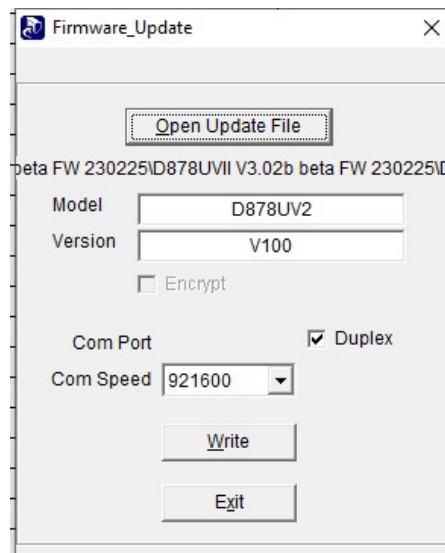 Firmware_Update
Open Update File
beta FW 230225\D878UVII V3.02b beta FW 230225\D
Model D878UV2
Version V100
Encrypt
Com Port Duplex
Com Speed 921600
Write
Exit